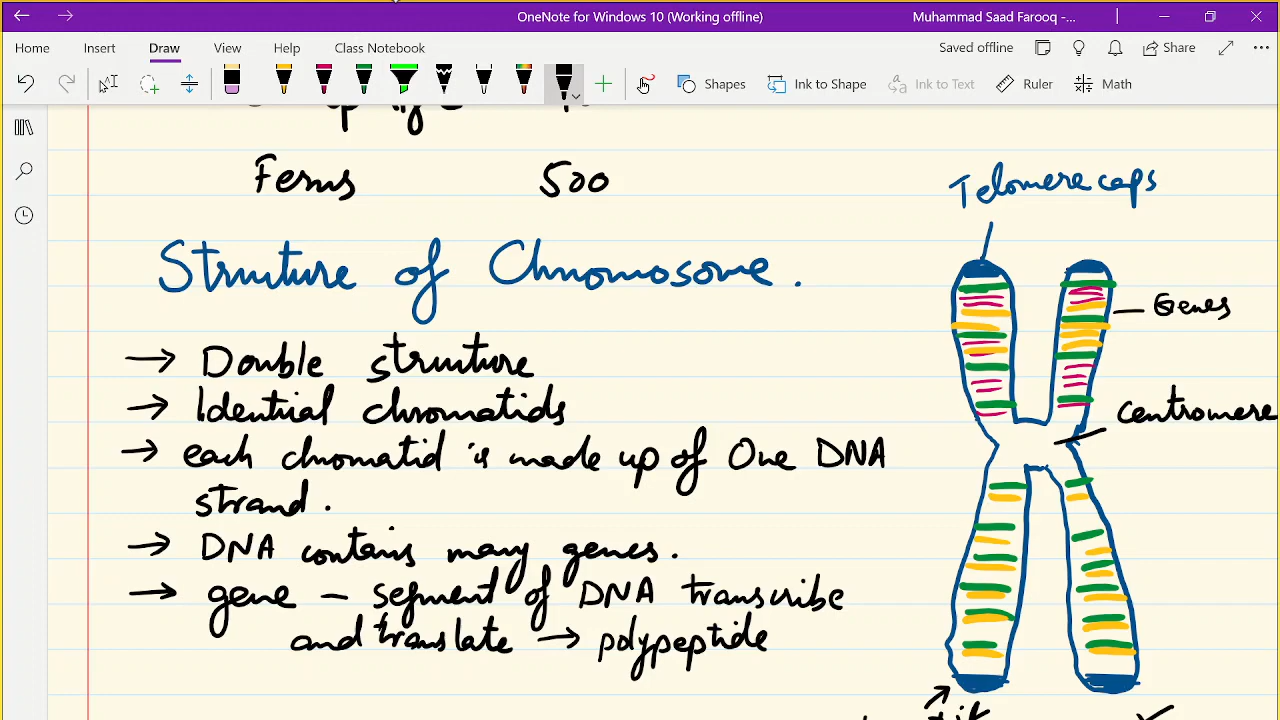 OneNote for Windows 10 (Working offline)
Muhammad Saad Farooq -...
Home Insert Draw View Help Class Notebook
Saved offline
Share
Shapes
Ink to Shape
Ink to Text
Ruler
Math
Ferns 500
Telomere caps
Structure of Chromosome.
Genes
→ Double structure
→ Identical chromatids
centromere
→ each chromatid is made up of One DNA
strand.
→ DNA contains many genes.
→ gene – segment of DNA transcribe
and translate → polypeptide